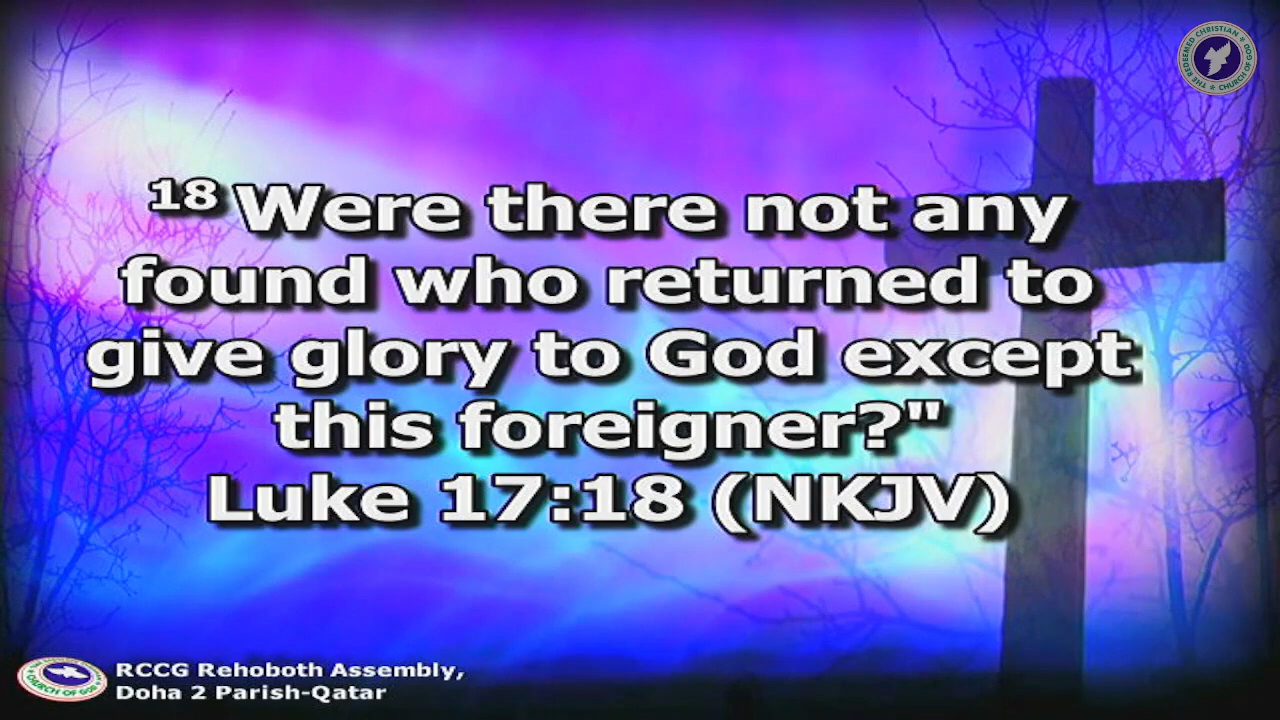 THE REDEEMED CHRISTIAN ★ CHURCH OF GOD ★
18 Were there not any
found who returned to
give glory to God except
this foreigner?"
Luke 17:18 (NKJV)
CHURCH OF GOD
RCCG Rehoboth Assembly,
Doha 2 Parish-Qatar